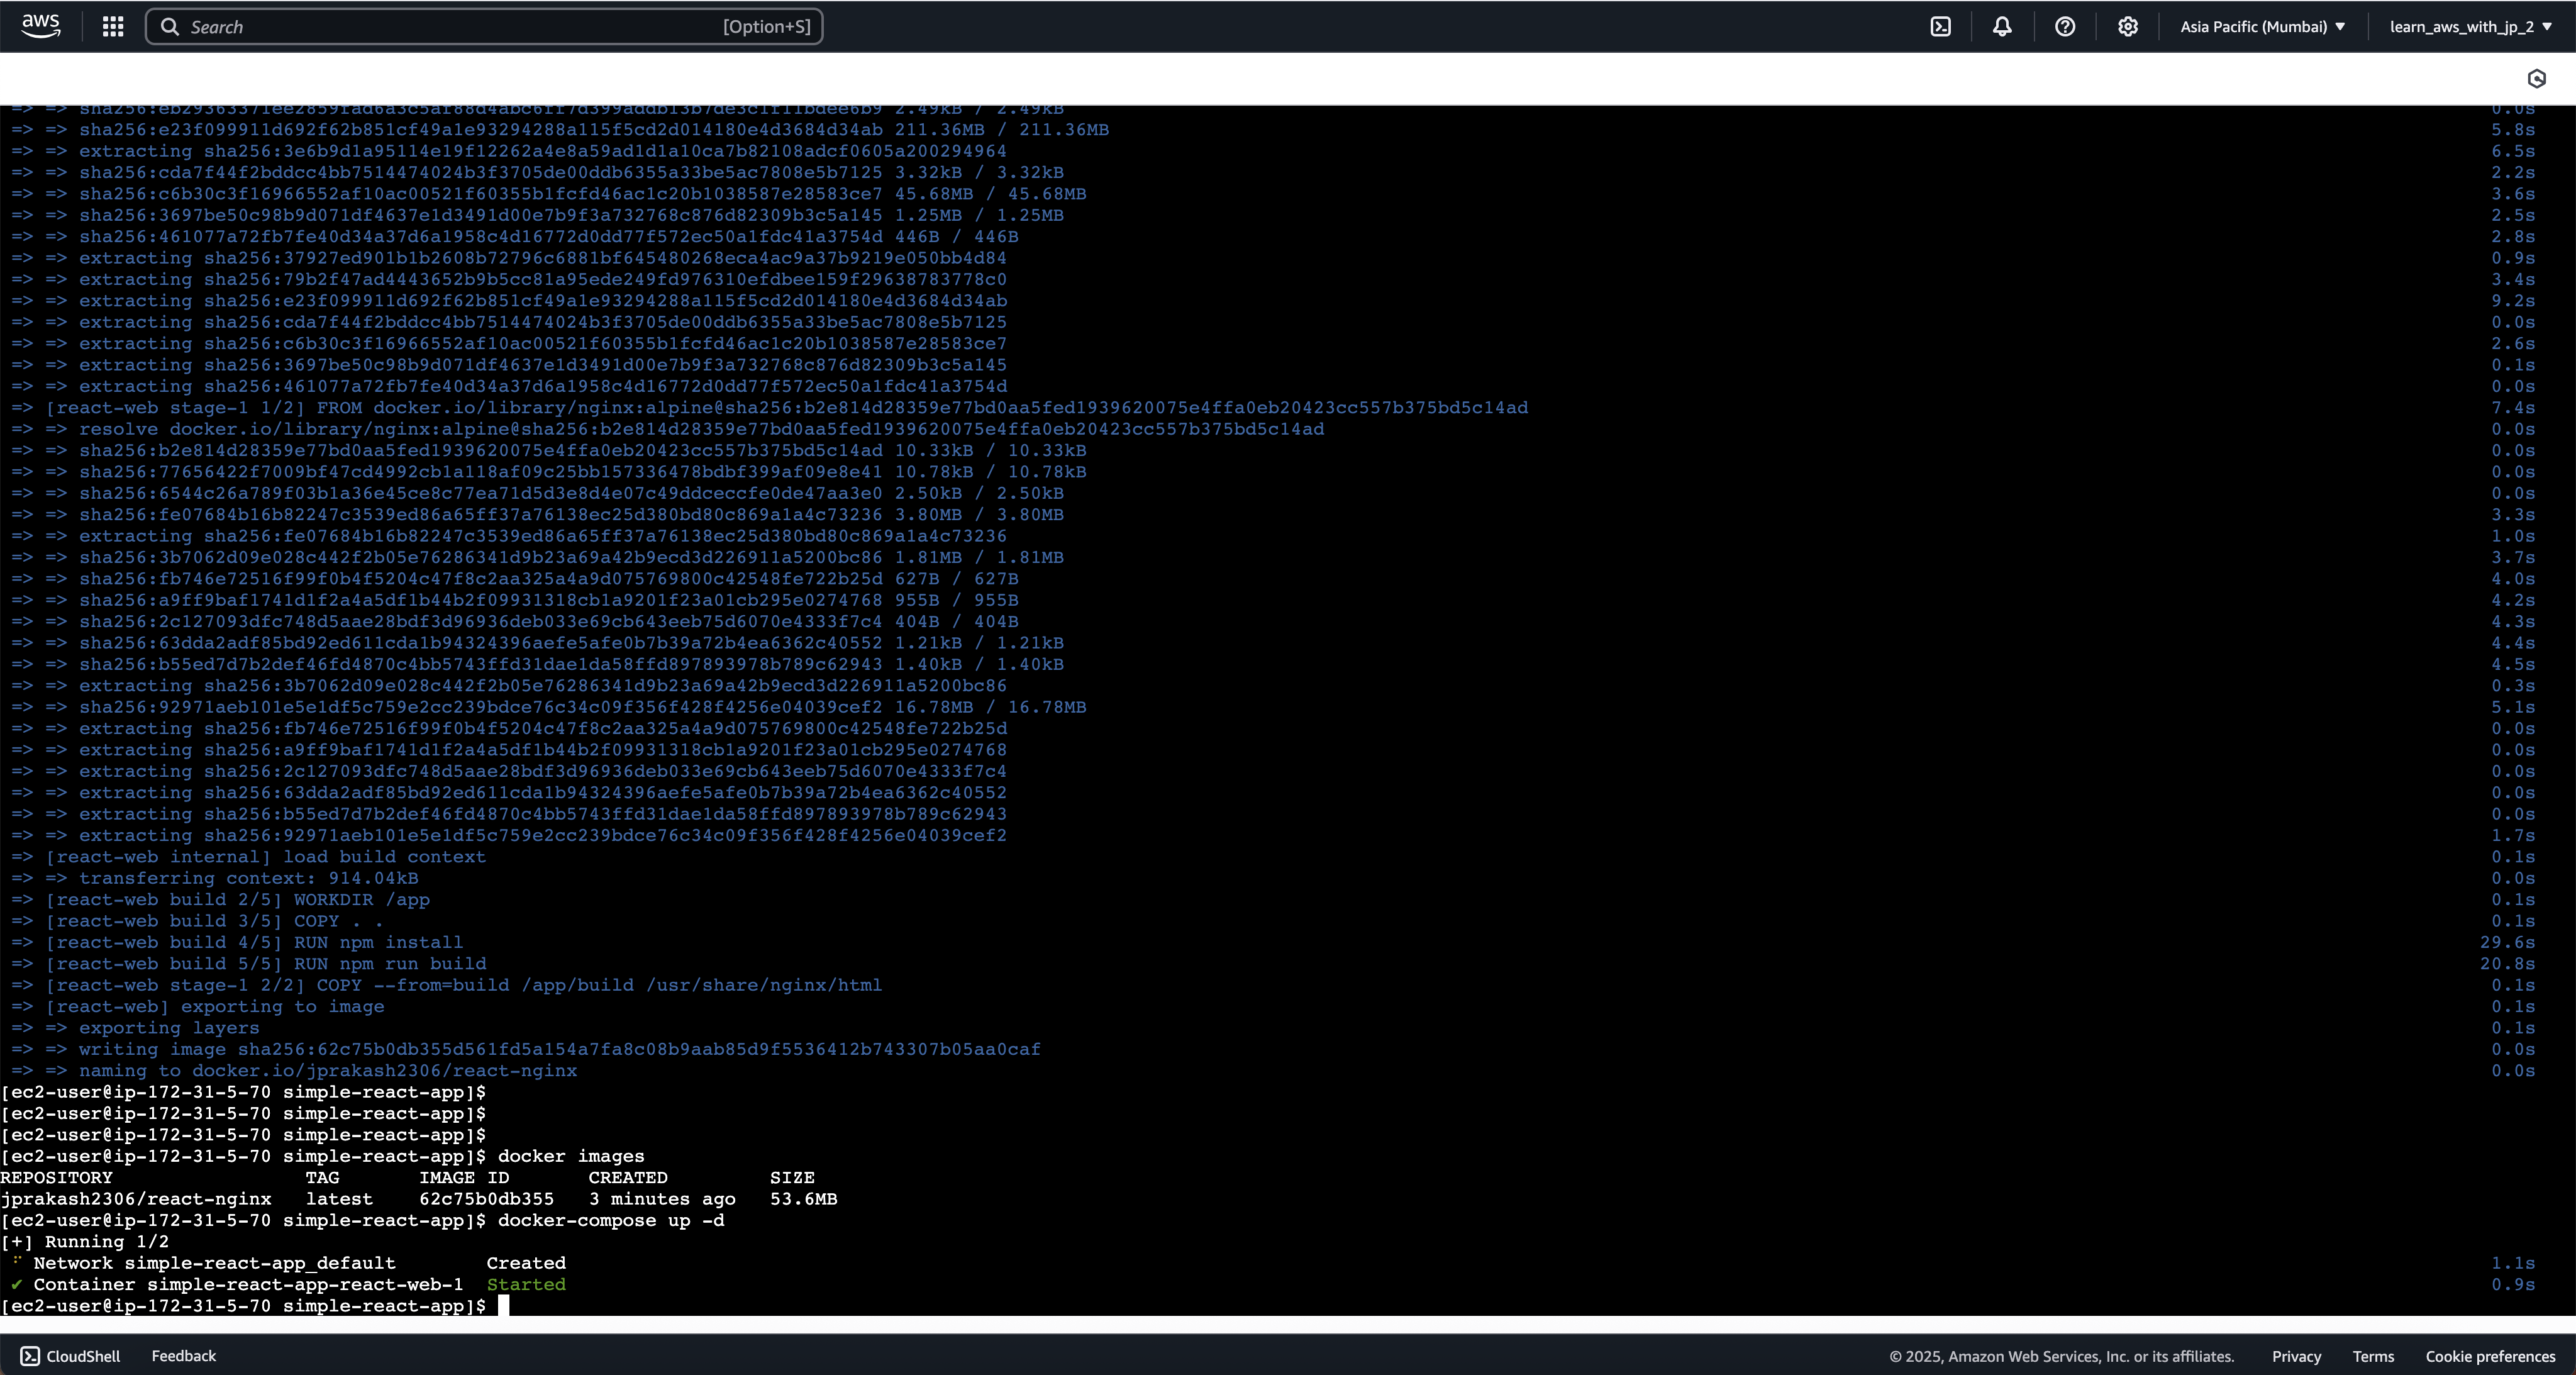 aws
Search [Option+S]
Asia Pacific (Mumbai) ▼
learn_aws_with_jp_2 ▼
=> => sha256:eb29363371ee2859fad6a3c5af88d4abc6ff7d399addb13b7de3c1f11bdee6b9 2.49kB / 2.49kB 0.0s
=> => sha256:e23f099911d692f62b851cf49a1e93294288a115f5cd2d014180e4d3684d34ab 211.36MB / 211.36MB 5.8s
=> => extracting sha256:3e6b9d1a95114e19f12262a4e8a59ad1d1a10ca7b82108adcf0605a200294964 6.5s
=> => sha256:cda7f44f2bddcc4bb7514474024b3f3705de00ddb6355a33be5ac7808e5b7125 3.32kB / 3.32kB 2.2s
=> => sha256:c6b30c3f16966552af10ac00521f60355b1fcfd46ac1c20b1038587e28583ce7 45.68MB / 45.68MB 3.6s
=> => sha256:3697be50c98b9d071df4637e1d3491d00e7b9f3a732768c876d82309b3c5a145 1.25MB / 1.25MB 2.5s
=> => sha256:461077a72fb7fe40d34a37d6a1958c4d16772d0dd77f572ec50a1fdc41a3754d 446B / 446B 2.8s
=> => extracting sha256:37927ed901b1b2608b72796c6881bf645480268eca4ac9a37b9219e050bb4d84 0.9s
=> => extracting sha256:79b2f47ad4443652b9b5cc81a95ede249fd976310efdbee159f29638783778c0 3.4s
=> => extracting sha256:e23f099911d692f62b851cf49a1e93294288a115f5cd2d014180e4d3684d34ab 9.2s
=> => extracting sha256:cda7f44f2bddcc4bb7514474024b3f3705de00ddb6355a33be5ac7808e5b7125 0.0s
=> => extracting sha256:c6b30c3f16966552af10ac00521f60355b1fcfd46ac1c20b1038587e28583ce7 2.6s
=> => extracting sha256:3697be50c98b9d071df4637e1d3491d00e7b9f3a732768c876d82309b3c5a145 0.1s
=> => extracting sha256:461077a72fb7fe40d34a37d6a1958c4d16772d0dd77f572ec50a1fdc41a3754d 0.0s
=> [react-web stage-1 1/2] FROM docker.io/library/nginx:alpine@sha256:b2e814d28359e77bd0aa5fed1939620075e4ffa0eb20423cc557b375bd5c14ad 7.4s
=> => resolve docker.io/library/nginx:alpine@sha256:b2e814d28359e77bd0aa5fed1939620075e4ffa0eb20423cc557b375bd5c14ad 0.0s
=> => sha256:b2e814d28359e77bd0aa5fed1939620075e4ffa0eb20423cc557b375bd5c14ad 10.33kB / 10.33kB 0.0s
=> => sha256:77656422f7009bf47cd4992cb1a118af09c25bb157336478bdbf399af09e8e41 10.78kB / 10.78kB 0.0s
=> => sha256:6544c26a789f03b1a36e45ce8c77ea71d5d3e8d4e07c49ddceccfe0de47aa3e0 2.50kB / 2.50kB 0.0s
=> => sha256:fe07684b16b82247c3539ed86a65ff37a76138ec25d380bd80c869a1a4c73236 3.80MB / 3.80MB 3.3s
=> => extracting sha256:fe07684b16b82247c3539ed86a65ff37a76138ec25d380bd80c869a1a4c73236 1.0s
=> => sha256:3b7062d09e028c442f2b05e76286341d9b23a69a42b9ecd3d226911a5200bc86 1.81MB / 1.81MB 3.7s
=> => sha256:fb746e72516f99f0b4f5204c47f8c2aa325a4a9d075769800c42548fe722b25d 627B / 627B 4.0s
=> => sha256:a9ff9baf1741d1f2a4a5df1b44b2f09931318cb1a9201f23a01cb295e0274768 955B / 955B 4.2s
=> => sha256:2c127093dfc748d5aae28bdf3d96936deb033e69cb643eeb75d6070e4333f7c4 404B / 404B 4.3s
=> => sha256:63dda2adf85bd92ed611cda1b94324396aefe5afe0b7b39a72b4ea6362c40552 1.21kB / 1.21kB 4.4s
=> => sha256:b55ed7d7b2def46fd4870c4bb5743ffd31dae1da58ffd897893978b789c62943 1.40kB / 1.40kB 4.5s
=> => extracting sha256:3b7062d09e028c442f2b05e76286341d9b23a69a42b9ecd3d226911a5200bc86 0.3s
=> => sha256:92971aeb101e5e1df5c759e2cc239bdce76c34c09f356f428f4256e04039cef2 16.78MB / 16.78MB 5.1s
=> => extracting sha256:fb746e72516f99f0b4f5204c47f8c2aa325a4a9d075769800c42548fe722b25d 0.0s
=> => extracting sha256:a9ff9baf1741d1f2a4a5df1b44b2f09931318cb1a9201f23a01cb295e0274768 0.0s
=> => extracting sha256:2c127093dfc748d5aae28bdf3d96936deb033e69cb643eeb75d6070e4333f7c4 0.0s
=> => extracting sha256:63dda2adf85bd92ed611cda1b94324396aefe5afe0b7b39a72b4ea6362c40552 0.0s
=> => extracting sha256:b55ed7d7b2def46fd4870c4bb5743ffd31dae1da58ffd897893978b789c62943 0.0s
=> => extracting sha256:92971aeb101e5e1df5c759e2cc239bdce76c34c09f356f428f4256e04039cef2 1.7s
=> [react-web internal] load build context 0.1s
=> => transferring context: 914.04kB 0.0s
=> [react-web build 2/5] WORKDIR /app 0.1s
=> [react-web build 3/5] COPY . . 0.1s
=> [react-web build 4/5] RUN npm install 29.6s
=> [react-web build 5/5] RUN npm run build 20.8s
=> [react-web stage-1 2/2] COPY --from=build /app/build /usr/share/nginx/html 0.1s
=> [react-web] exporting to image 0.1s
=> => exporting layers 0.1s
=> => writing image sha256:62c75b0db355d561fd5a154a7fa8c08b9aab85d9f5536412b743307b05aa0caf 0.0s
=> => naming to docker.io/jprakash2306/react-nginx 0.0s
[ec2-user@ip-172-31-5-70 simple-react-app]$
[ec2-user@ip-172-31-5-70 simple-react-app]$
[ec2-user@ip-172-31-5-70 simple-react-app]$
[ec2-user@ip-172-31-5-70 simple-react-app]$ docker images
REPOSITORY TAG IMAGE ID CREATED SIZE
jprakash2306/react-nginx latest 62c75b0db355 3 minutes ago 53.6MB
[ec2-user@ip-172-31-5-70 simple-react-app]$ docker-compose up -d
[+] Running 1/2
Network simple-react-app_default Created 1.1s
✔ Container simple-react-app-react-web-1 Started 0.9s
[ec2-user@ip-172-31-5-70 simple-react-app]$
CloudShell Feedback © 2025, Amazon Web Services, Inc. or its affiliates. Privacy Terms Cookie preferences